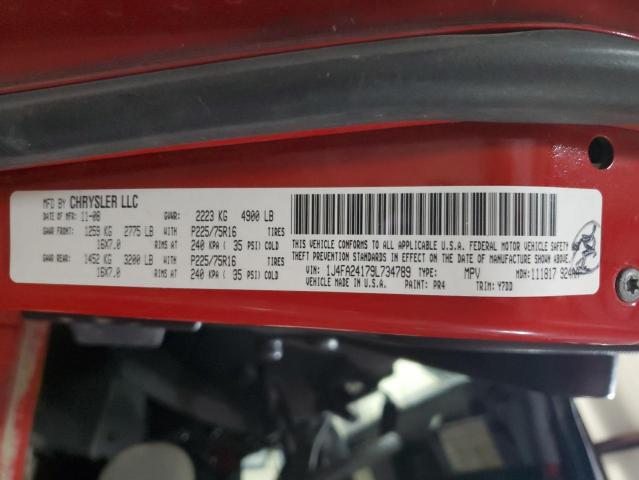 MFD BY CHRYSLER LLC
DATE OF MFR: 11-08 GVWR: 2223 KG 4900 LB
GAWR FRONT: 1259 KG 2775 LB WITH P225/75R16 TIRES
16X7.0 RIMS AT 240 KPA ( 35 PSI) COLD
GAWR REAR: 1452 KG 3200 LB WITH P225/75R16 TIRES
16X7.0 RIMS AT 240 KPA ( 35 PSI) COLD
THIS VEHICLE CONFORMS TO ALL APPLICABLE U.S.A. FEDERAL MOTOR VEHICLE SAFETY
THEFT PREVENTION STANDARDS IN EFFECT ON THE DATE OF MANUFACTURE SHOWN ABOVE.
VIN: 1J4FA24179L734789 TYPE: MPV MDH: 111817
VEHICLE MADE IN U.S.A. PAINT: PR4 TRIM: Y7DD